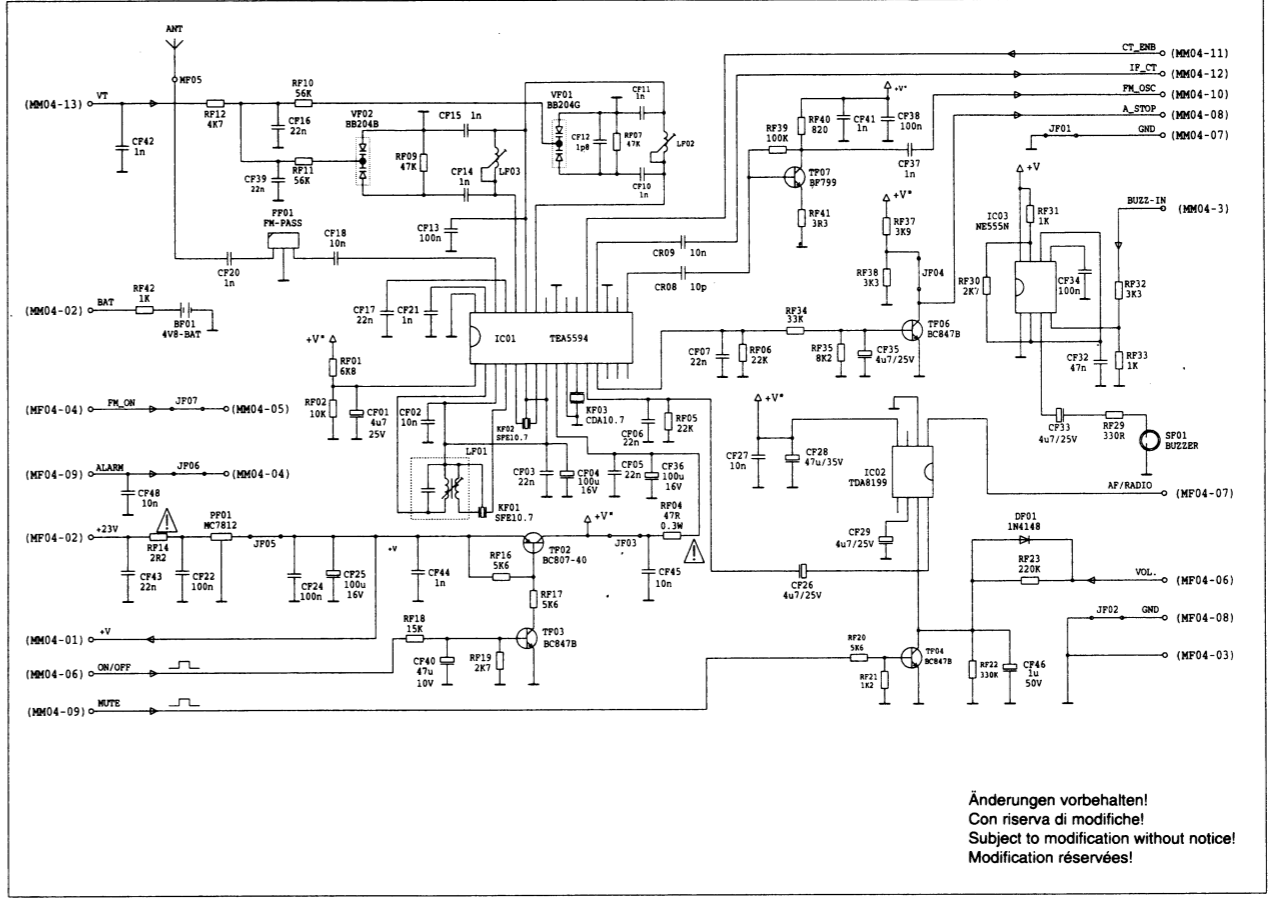 ANT
MF05
(MM04-13) VT
RF12
4K7
RF10
56K
CF16
22n
CF42
1n
CF39
22n
RF11
56K
VF02
BB204B
RF09
47K
CF15 1n
CF14
1n
LF03
VF01
BB204G
CF12
1p8
RF07
47K
CF11
1n
CF10
1n
LF02
CT_ENB (MM04-11)
IF_CT (MM04-12)
FM_OSC (MM04-10)
A_STOP (MM04-08)
JF01 GND (MM04-07)
BUZZ-IN (MM04-3)
+V*
RF39
100K
RF40
820
CF41
1n
CF38
100n
CF37
1n
TF07
BF799
RF41
3R3
+V*
RF37
3K9
RF38
3K3
JF04
+V
IC03
NE555N
RF31
1K
RF30
2K7
CF34
100n
RF32
3K3
CF32
47n
RF33
1K
CF33
4u7/25V
RF29
330R
SF01
BUZZER
FF01
FM-PASS
CF20
1n
CF18
10n
CF13
100n
CR09 10n
CR08 10p
(MM04-02) BAT
RF42
1K
BF01
4V8-BAT
CF17
22n
CF21
1n
IC01 TEA5594
+V*
RF01
6K8
RF02
10K
CF01
4u7
25V
CF02
10n
KF02
SFE10.7
KF03
CDA10.7
CF07
22n
RF06
22K
RF34
33K
RF35
8K2
CF35
4u7/25V
TF06
BC847B
CF06
22n
RF05
22K
(MF04-04) FM_ON JF07 (MM04-05)
(MF04-09) ALARM JF06 (MM04-04)
CF48
10n
LF01
KF01
SFE10.7
CF03
22n
CF04
100u
16V
CF05
22n
CF36
100u
16V
RF04
47R
0.3W
+V*
CF27
10n
CF28
47u/35V
IC02
TDA8199
CF29
4u7/25V
CF26
4u7/25V
AF/RADIO (MF04-07)
(MF04-02) +23V
RF14
2R2
PF01
MC7812
JF05
CF43
22n
CF22
100n
CF24
100n
CF25
100u
16V
+V
CF44
1n
RF16
5K6
TF02
BC807-40
+V*
JF03
CF45
10n
RF17
5K6
DF01
1N4148
RF23
220K
VOL. (MF04-06)
JF02 GND (MF04-08)
(MF04-03)
(MM04-01) +V
(MM04-06) ON/OFF
(MM04-09) MUTE
RF18
15K
CF40
47u
10V
RF19
2K7
TF03
BC847B
RF20
5K6
RF21
1K2
TF04
BC847B
RF22
330K
CF46
1u
50V
Änderungen vorbehalten!
Con riserva di modifiche!
Subject to modification without notice!
Modification réservées!